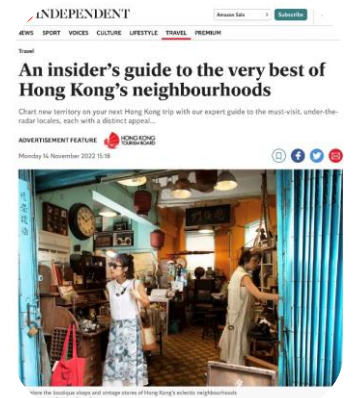 INDEPENDENT
Amazon Sale
Subscribe
NEWS SPORT VOICES CULTURE LIFESTYLE TRAVEL PREMIUM
Travel
An insider's guide to the very best of
Hong Kong's neighbourhoods
Chart new territory on your next Hong Kong trip with our expert guide to the must-visit, under-the-
radar locales, each with a distinct appeal...
ADVERTISEMENT FEATURE HONG KONG
TOURISM BOARD
Monday 14 November 2022 15:18
the boutique shops and vintage stores of Hong Kong's eclectic neighbourhoods